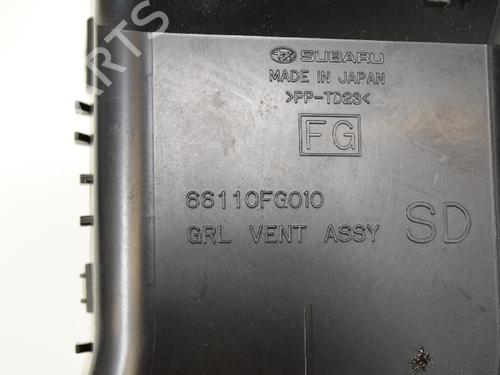 SUBARU
MADE IN JAPAN
>PP-TD23<
FG
66110FG010
GRL VENT ASSY SD